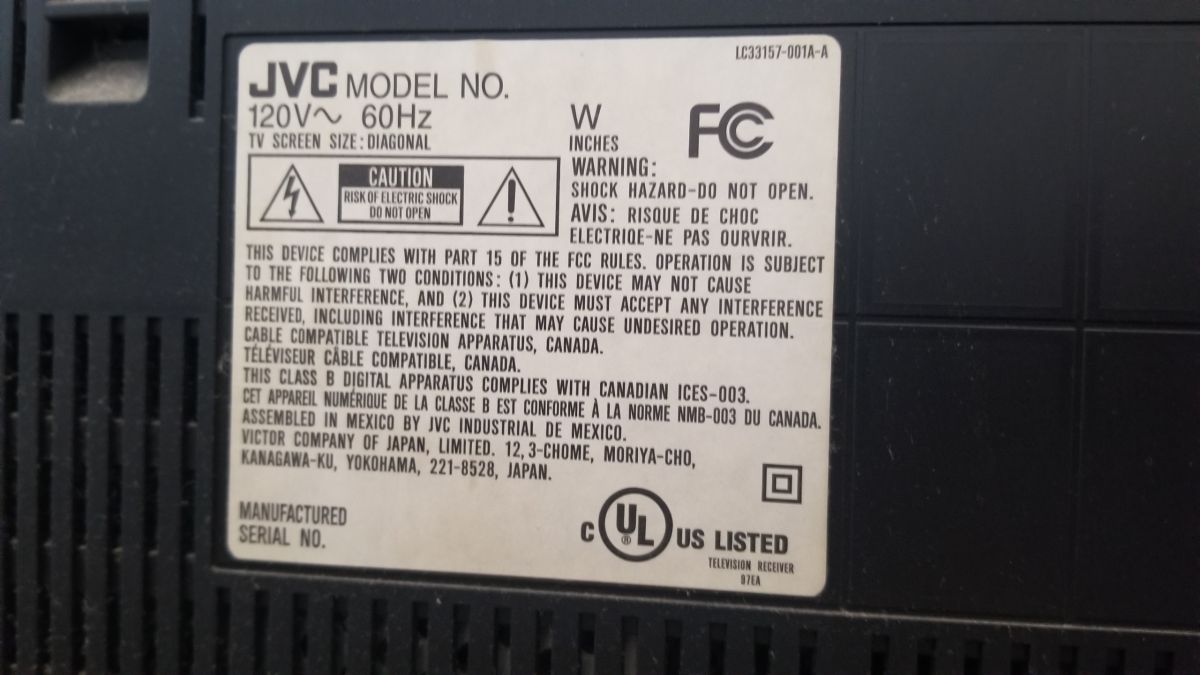 LC33157-001A-A
JVC MODEL NO.
120V~ 60Hz
W
TV SCREEN SIZE: DIAGONAL
INCHES
CAUTION
RISK OF ELECTRIC SHOCK
DO NOT OPEN
WARNING:
SHOCK HAZARD-DO NOT OPEN.
AVIS: RISQUE DE CHOC
ELECTRIQE-NE PAS OURVRIR.
FC
THIS DEVICE COMPLIES WITH PART 15 OF THE FCC RULES. OPERATION IS SUBJECT
TO THE FOLLOWING TWO CONDITIONS: (1) THIS DEVICE MAY NOT CAUSE
HARMFUL INTERFERENCE, AND (2) THIS DEVICE MUST ACCEPT ANY INTERFERENCE
RECEIVED, INCLUDING INTERFERENCE THAT MAY CAUSE UNDESIRED OPERATION.
CABLE COMPATIBLE TELEVISION APPARATUS, CANADA.
TÉLÉVISEUR CÂBLE COMPATIBLE, CANADA.
THIS CLASS B DIGITAL APPARATUS COMPLIES WITH CANADIAN ICES-003.
CET APPAREIL NUMÉRIQUE DE LA CLASSE B EST CONFORME À LA NORME NMB-003 DU CANADA.
ASSEMBLED IN MEXICO BY JVC INDUSTRIAL DE MEXICO.
VICTOR COMPANY OF JAPAN, LIMITED. 12, 3-CHOME, MORIYA-CHO,
KANAGAWA-KU, YOKOHAMA, 221-8528, JAPAN.
MANUFACTURED
SERIAL NO.
C UL ® US LISTED
TELEVISION RECEIVER
97EA